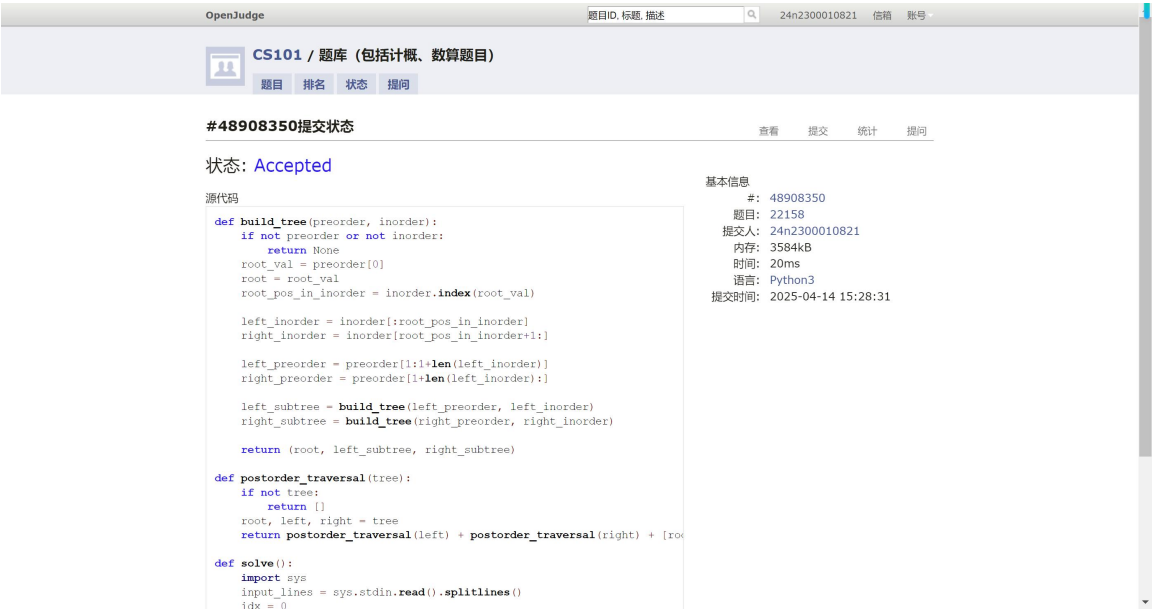 OpenJudge
题目ID, 标题, 描述
24n2300010821 信箱 账号
CS101 / 题库（包括计概、数算题目）
题目 排名 状态 提问
#48908350提交状态
查看 提交 统计 提问
状态: Accepted
源代码
def build_tree(preorder, inorder):
    if not preorder or not inorder:
        return None
    root_val = preorder[0]
    root = root_val
    root_pos_in_inorder = inorder.index(root_val)
    left_inorder = inorder[:root_pos_in_inorder]
    right_inorder = inorder[root_pos_in_inorder+1:]
    left_preorder = preorder[1:1+len(left_inorder)]
    right_preorder = preorder[1+len(left_inorder):]
    left_subtree = build_tree(left_preorder, left_inorder)
    right_subtree = build_tree(right_preorder, right_inorder)
    return (root, left_subtree, right_subtree)
def postorder_traversal(tree):
    if not tree:
        return []
    root, left, right = tree
    return postorder_traversal(left) + postorder_traversal(right) + [roo
def solve():
    import sys
    input_lines = sys.stdin.read().splitlines()
    idx = 0
基本信息
#: 48908350
题目: 22158
提交人: 24n2300010821
内存: 3584kB
时间: 20ms
语言: Python3
提交时间: 2025-04-14 15:28:31